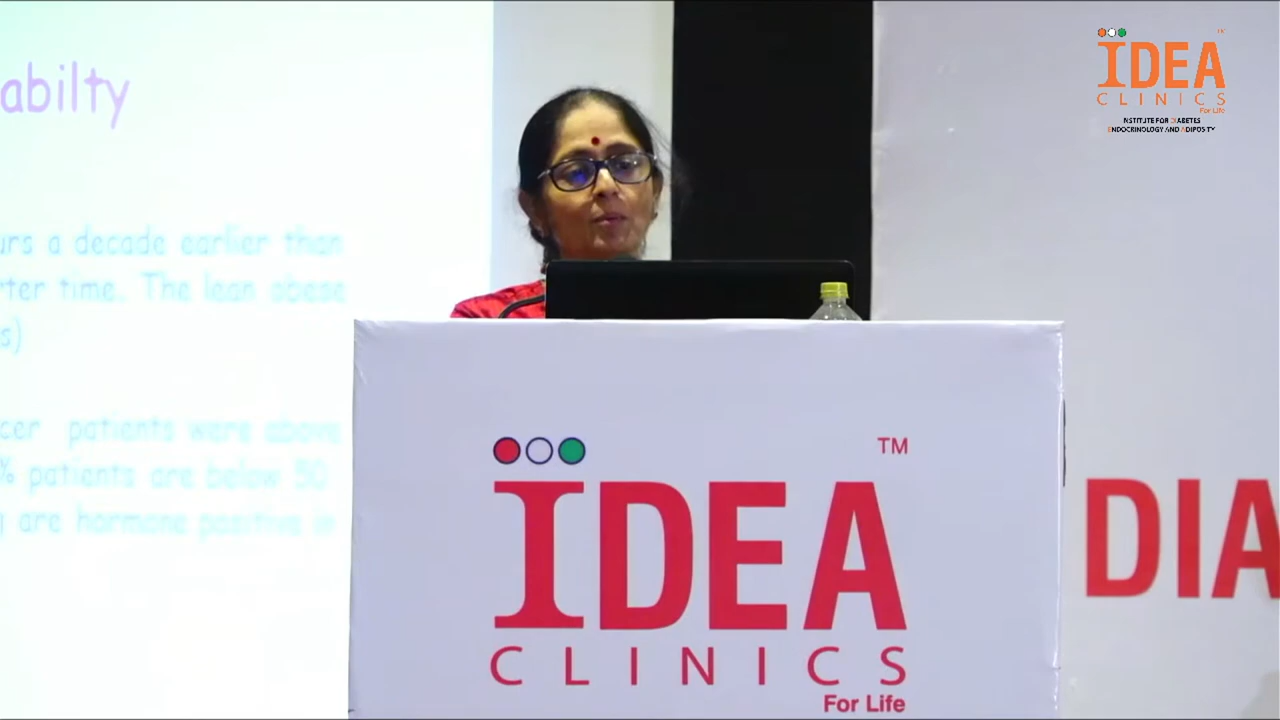 abilty
urs a decade earlier than
rter time. The lean obese
s)
cer patients were above
% patients are below 50
are hormone positive in
TM
IDEA
CLINICS
For Life
INSTITUTE FOR DIABETES
ENDOCRINOLOGY AND ADIPOSITY
TM
IDEA
CLINICS
For Life
DIA